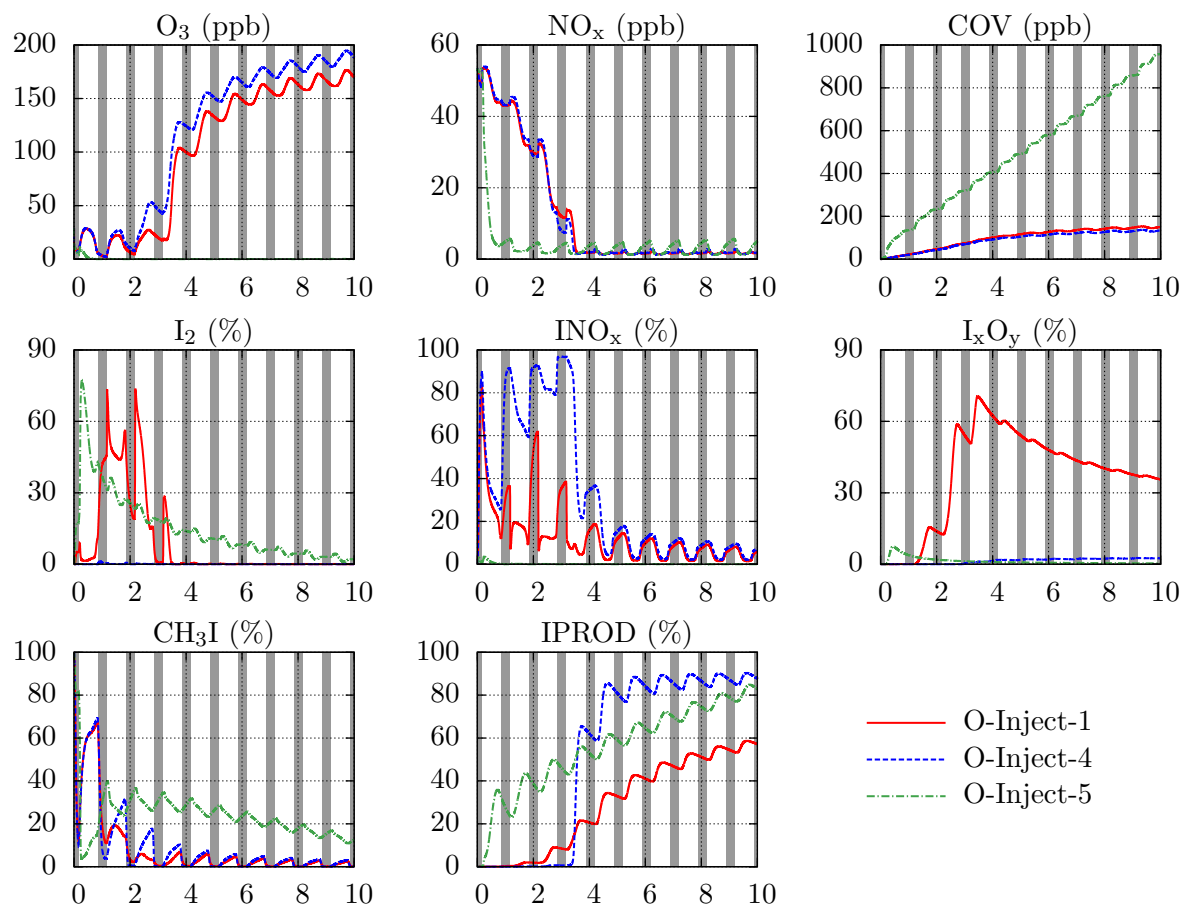 O₃ (ppb)
NOₓ (ppb)
COV (ppb)
200
150
100
50
0
0 2 4 6 8 10
60
40
20
0
0 2 4 6 8 10
1000
800
600
400
200
0
0 2 4 6 8 10
I₂ (%)
INOₓ (%)
IₓOᵧ (%)
90
60
30
0
0 2 4 6 8 10
100
80
60
40
20
0
0 2 4 6 8 10
90
60
30
0
0 2 4 6 8 10
CH₃I (%)
IPROD (%)
100
80
60
40
20
0
0 2 4 6 8 10
100
80
60
40
20
0
0 2 4 6 8 10
O-Inject-1
O-Inject-4
O-Inject-5